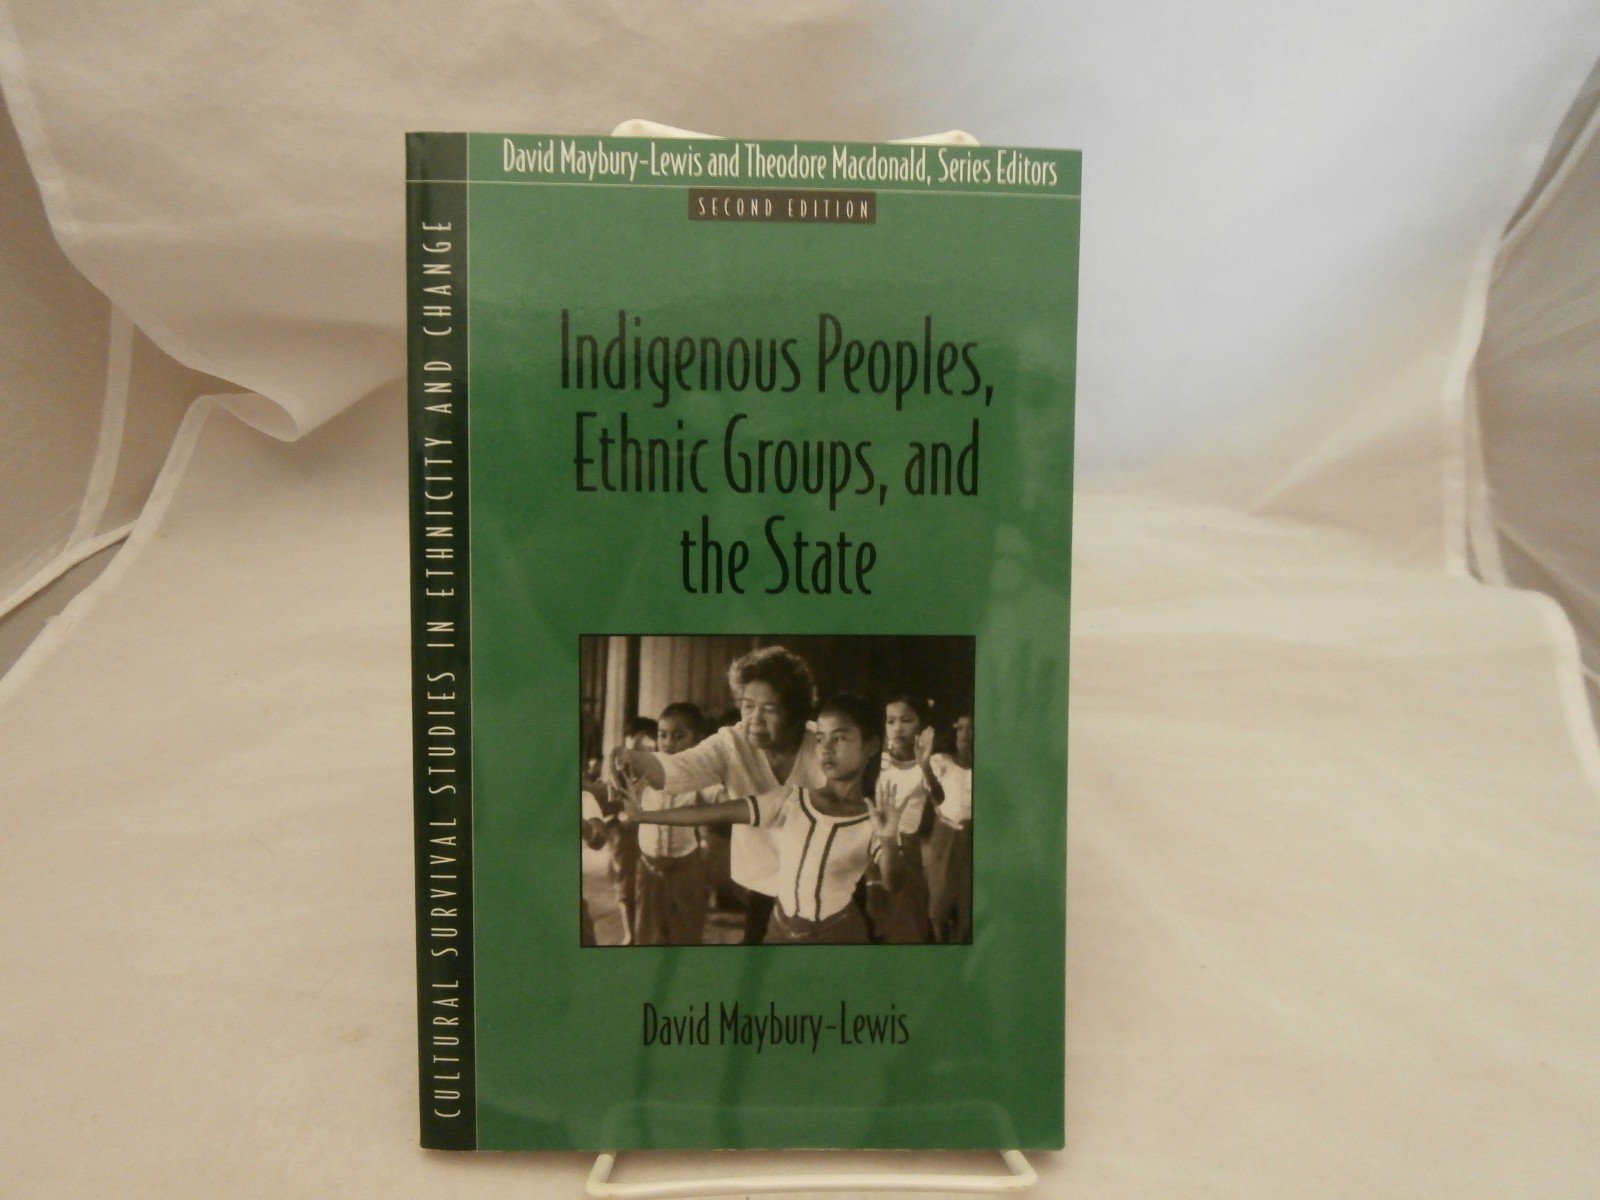 David Maybury-Lewis and Theodore Macdonald, Series Editors
SECOND EDITION
CULTURAL SURVIVAL STUDIES IN ETHNICITY AND CHANGE
Indigenous Peoples,
Ethnic Groups, and
the State
David Maybury-Lewis